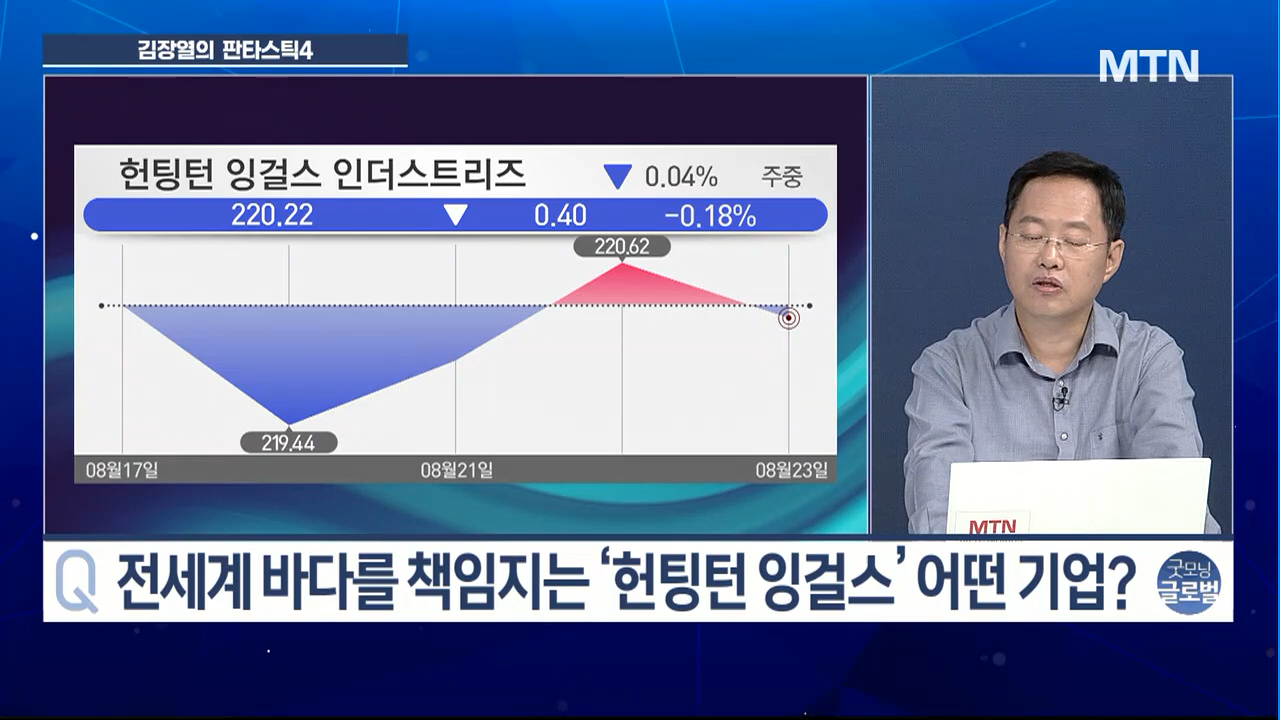 김장열의 판타스틱4
MTN
헌팅턴 잉걸스 인더스트리즈 ▼ 0.04% 주중
220.22 ▽ 0.40 -0.18%
220.62
219.44
08월17일 08월21일 08월23일
MTN
Q 전세계 바다를 책임지는 ‘헌팅턴 잉걸스’ 어떤 기업?
굿모닝
글로벌